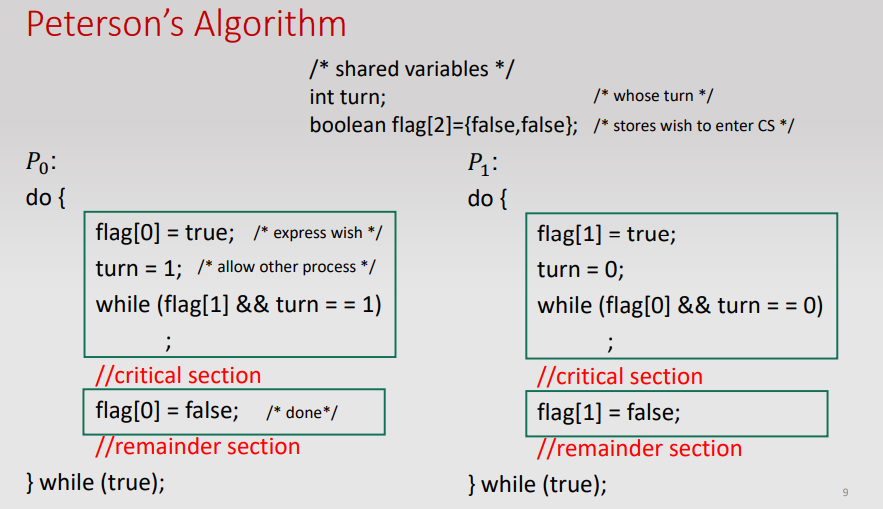 Peterson's Algorithm
/* shared variables */
int turn; /* whose turn */
boolean flag[2]={false,false}; /* stores wish to enter CS */
P₀:
do {
flag[0] = true; /* express wish */
turn = 1; /* allow other process */
while (flag[1] && turn = = 1)
;
//critical section
flag[0] = false; /* done*/
//remainder section
} while (true);
P₁:
do {
flag[1] = true;
turn = 0;
while (flag[0] && turn = = 0)
;
//critical section
flag[1] = false;
//remainder section
} while (true);
9